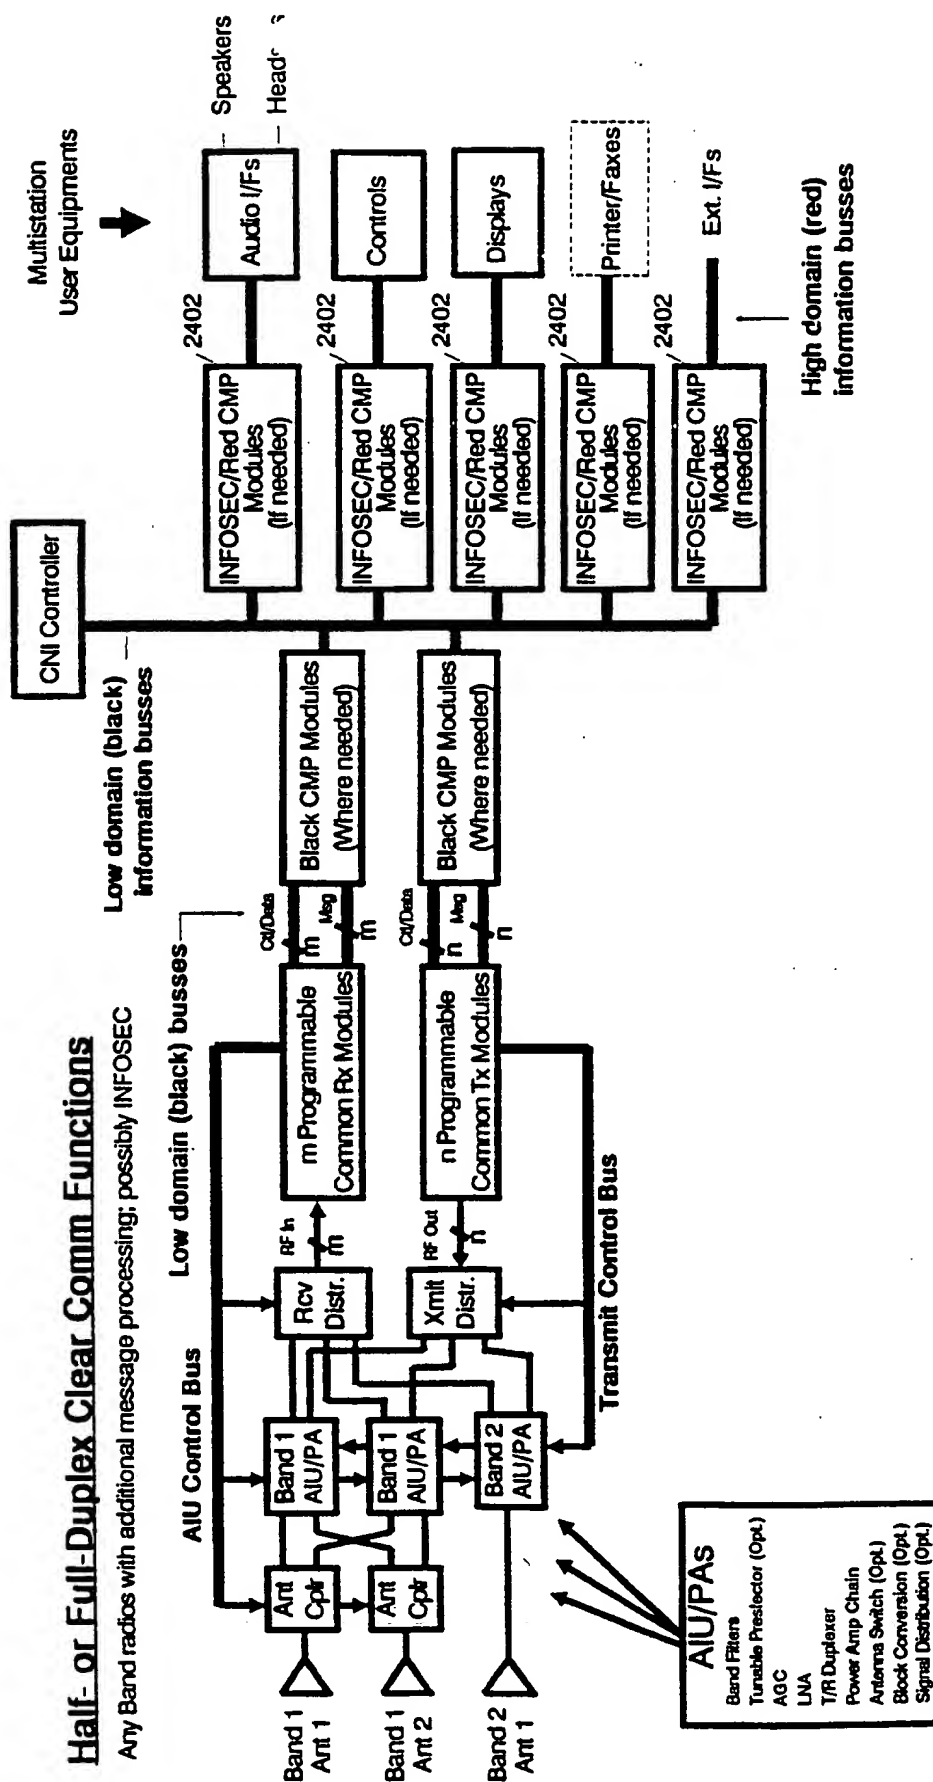 Half- or Full-Duplex Clear Comm Functions
Any Band radios with additional message processing; possibly INFOSEC
Multistation
User Equipments
CNI Controller
Low domain (black)
information busses
Low domain (black) busses
AIU Control Bus
Transmit Control Bus
Band 1
Ant 1
Band 1
Ant 2
Band 2
Ant 1
Ant
Cplr
Ant
Cplr
Band 1
AIU/PA
Band 1
AIU/PA
Band 2
AIU/PA
Rcv
Distr.
Xmit
Distr.
RF In
m
RF Out
n
m Programmable
Common Rx Modules
n Programmable
Common Tx Modules
Ctl/Data
m
Msg
m
Ctl/Data
n
Msg
n
Black CMP Modules
(Where needed)
Black CMP Modules
(Where needed)
INFOSEC/Red CMP
Modules
(If needed)
2402
INFOSEC/Red CMP
Modules
(If needed)
2402
INFOSEC/Red CMP
Modules
(If needed)
2402
INFOSEC/Red CMP
Modules
(If needed)
2402
INFOSEC/Red CMP
Modules
(If needed)
2402
Audio I/Fs
Speakers
Controls
Displays
Printer/Faxes
Ext. I/Fs
High domain (red)
information busses
AIU/PAs
Band Filters
Tunable Preslector (Opt.)
AGC
LNA
T/R Duplexer
Power Amp Chain
Antenna Switch (Opt.)
Block Conversion (Opt.)
Signal Distribution (Opt.)